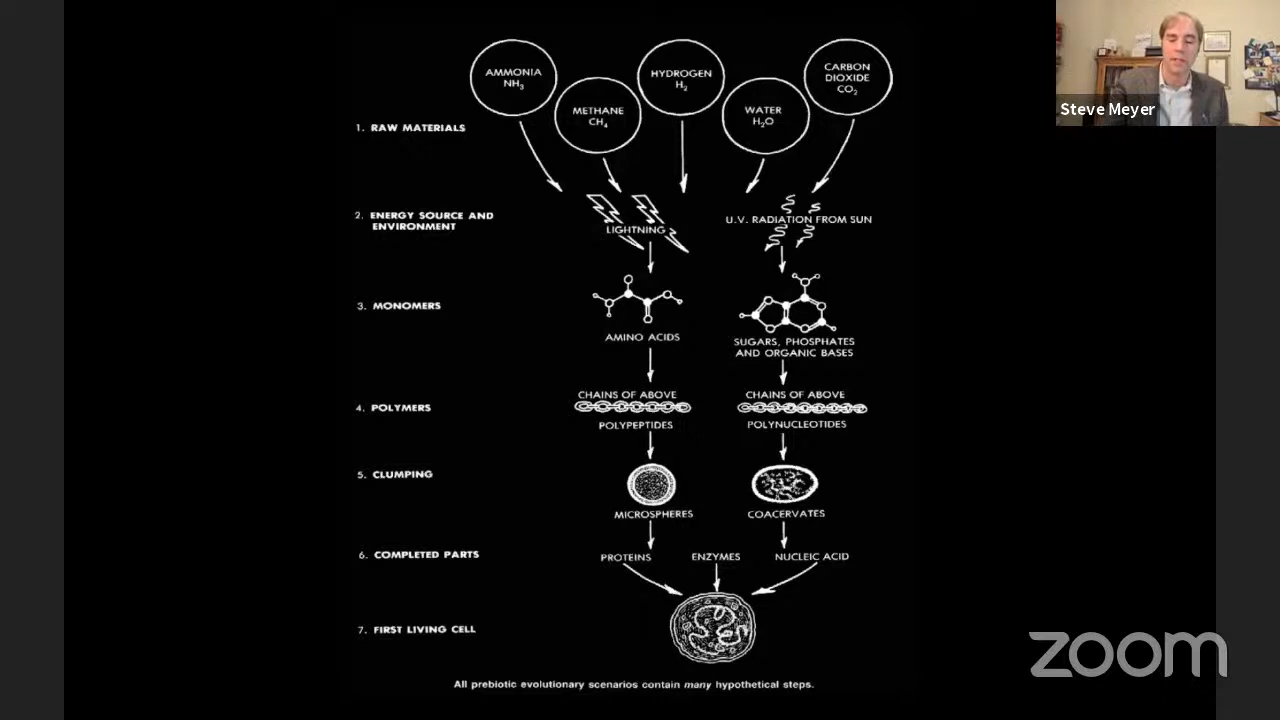 AMMONIA
NH₃
METHANE
CH₄
HYDROGEN
H₂
WATER
H₂O
CARBON
DIOXIDE
CO₂
Steve Meyer
1. RAW MATERIALS
2. ENERGY SOURCE AND
ENVIRONMENT
LIGHTNING
U.V. RADIATION FROM SUN
3. MONOMERS
AMINO ACIDS
SUGARS, PHOSPHATES
AND ORGANIC BASES
4. POLYMERS
CHAINS OF ABOVE
POLYPEPTIDES
CHAINS OF ABOVE
POLYNUCLEOTIDES
5. CLUMPING
MICROSPHERES
COACERVATES
6. COMPLETED PARTS
PROTEINS
ENZYMES
NUCLEIC ACID
7. FIRST LIVING CELL
All prebiotic evolutionary scenarios contain many hypothetical steps.
zoom